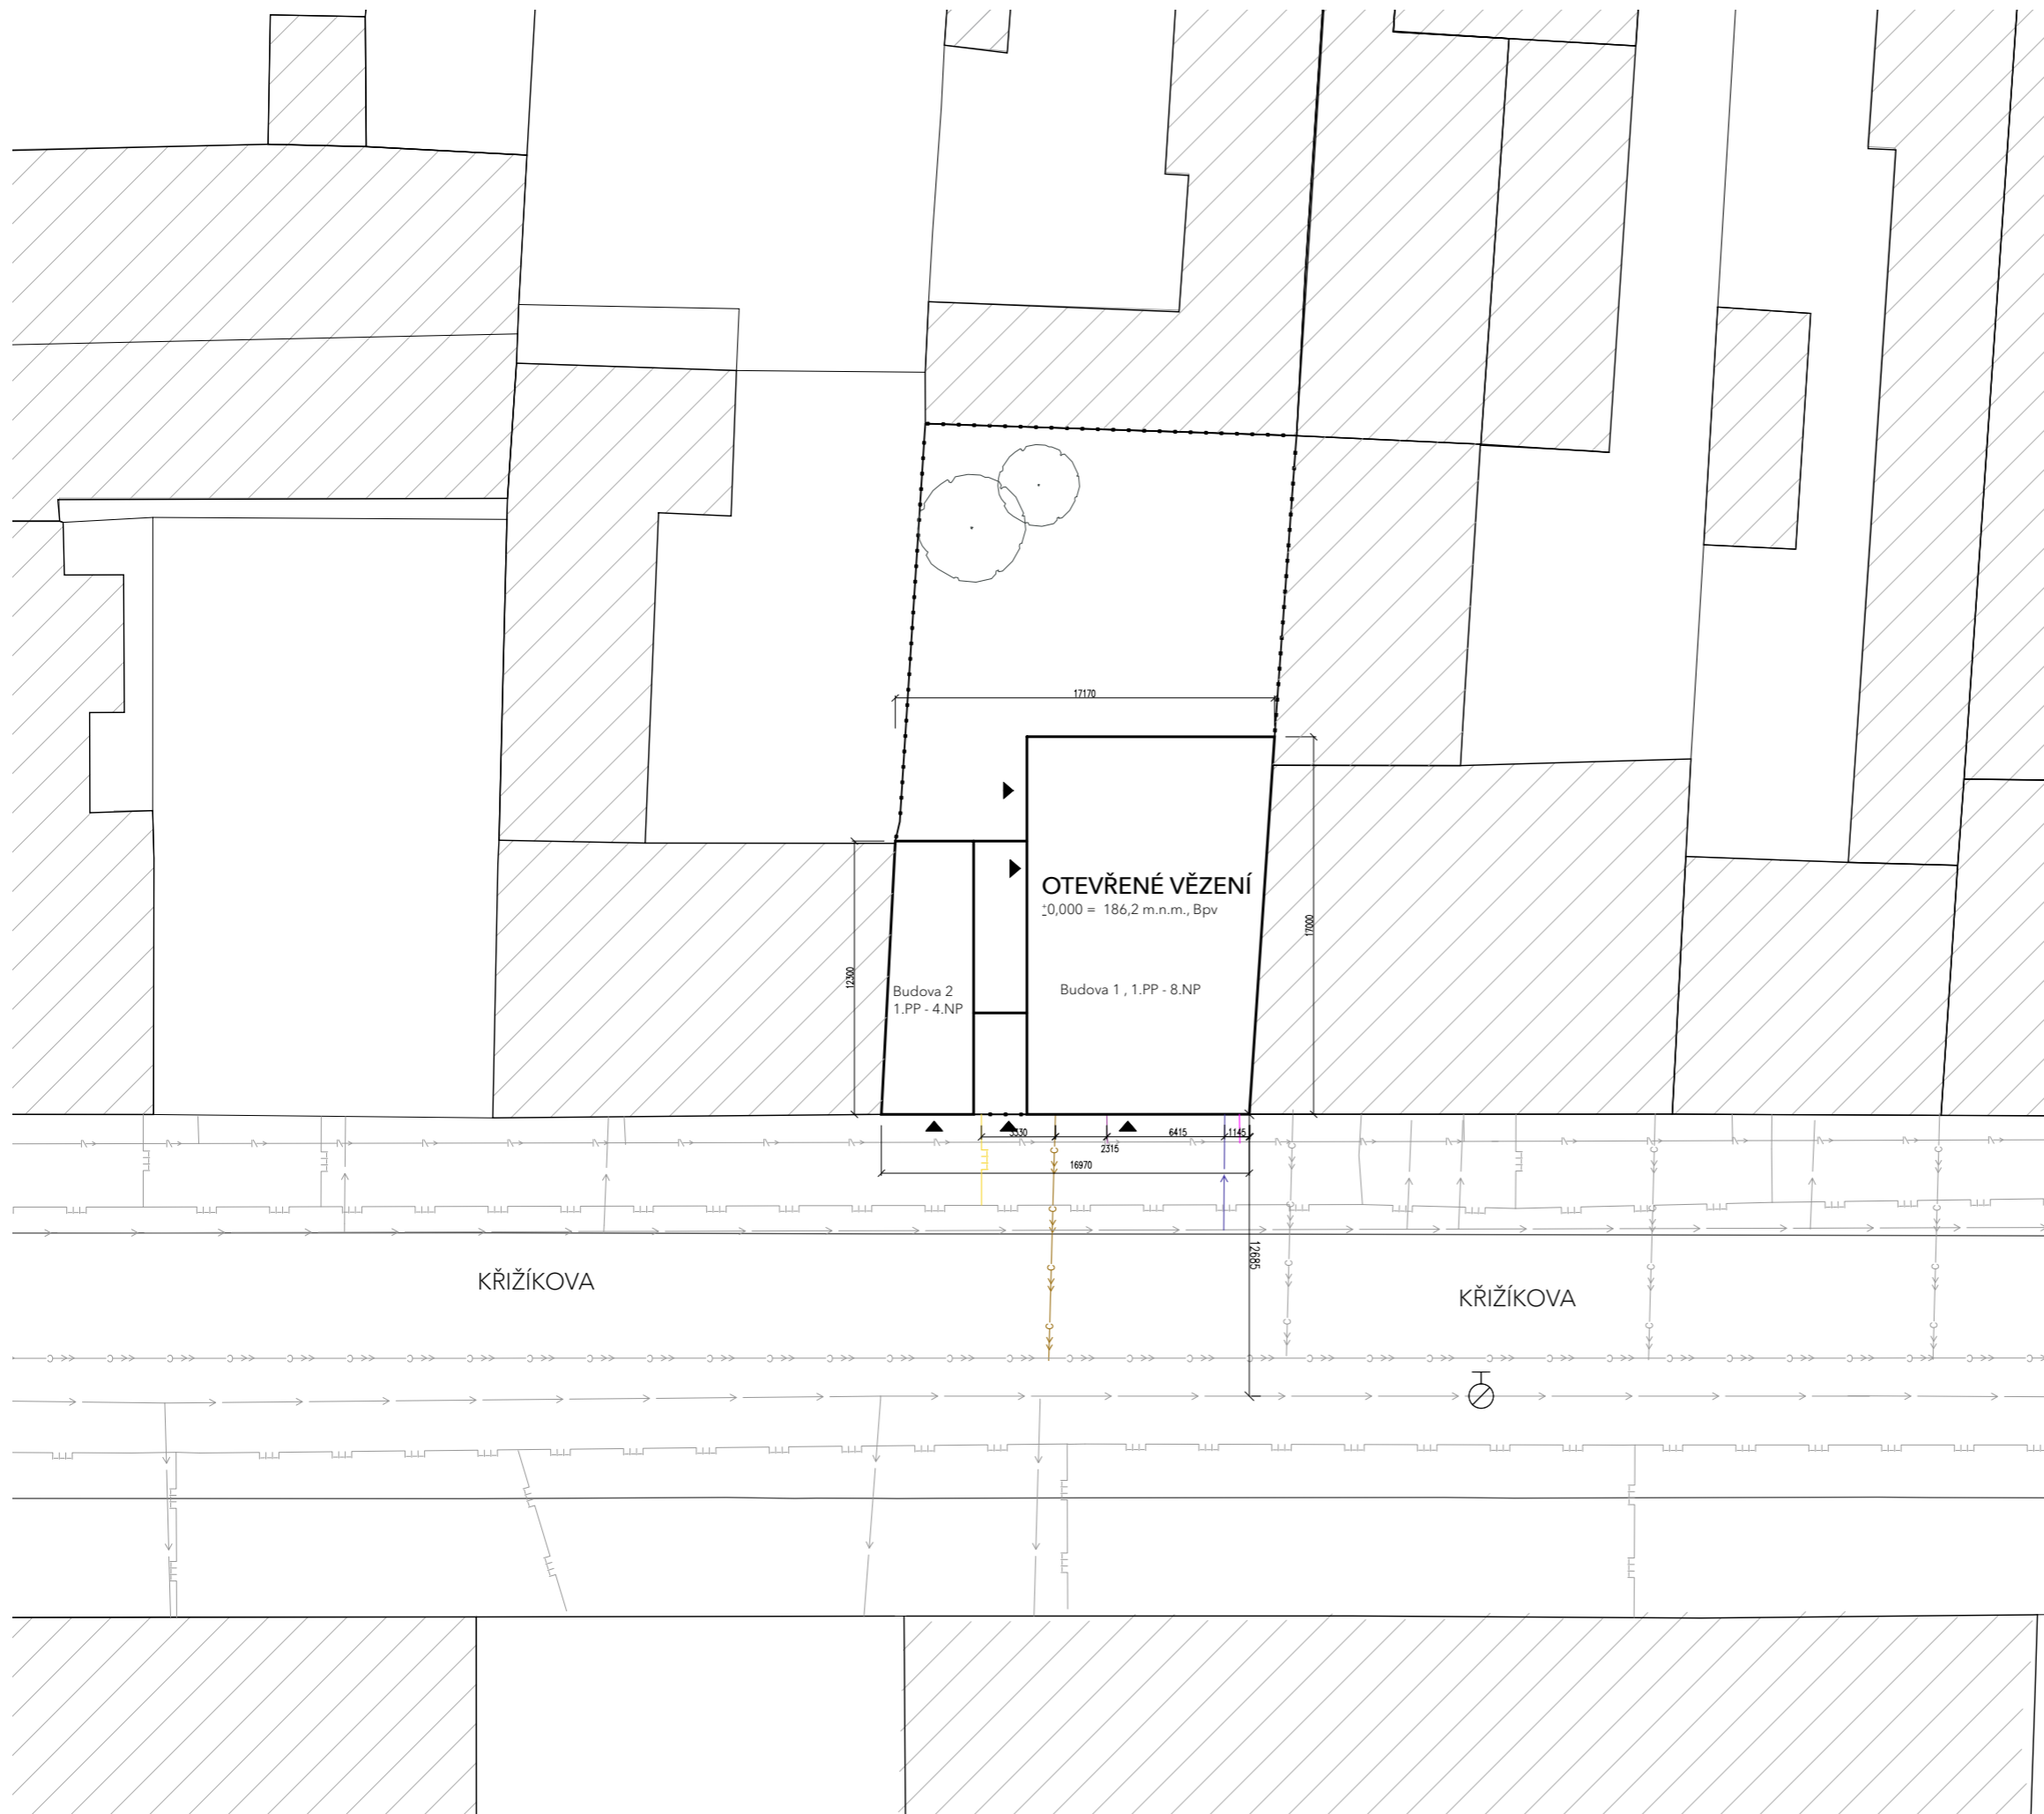 17170
OTEVŘENÉ VĚZENÍ
±0,000 = 186,2 m.n.m., Bpv
17000
12300
Budova 2
1.PP - 4.NP
Budova 1 , 1.PP - 8.NP
3330
6415
1145
2315
16970
12685
KŘIŽÍKOVA
KŘIŽÍKOVA